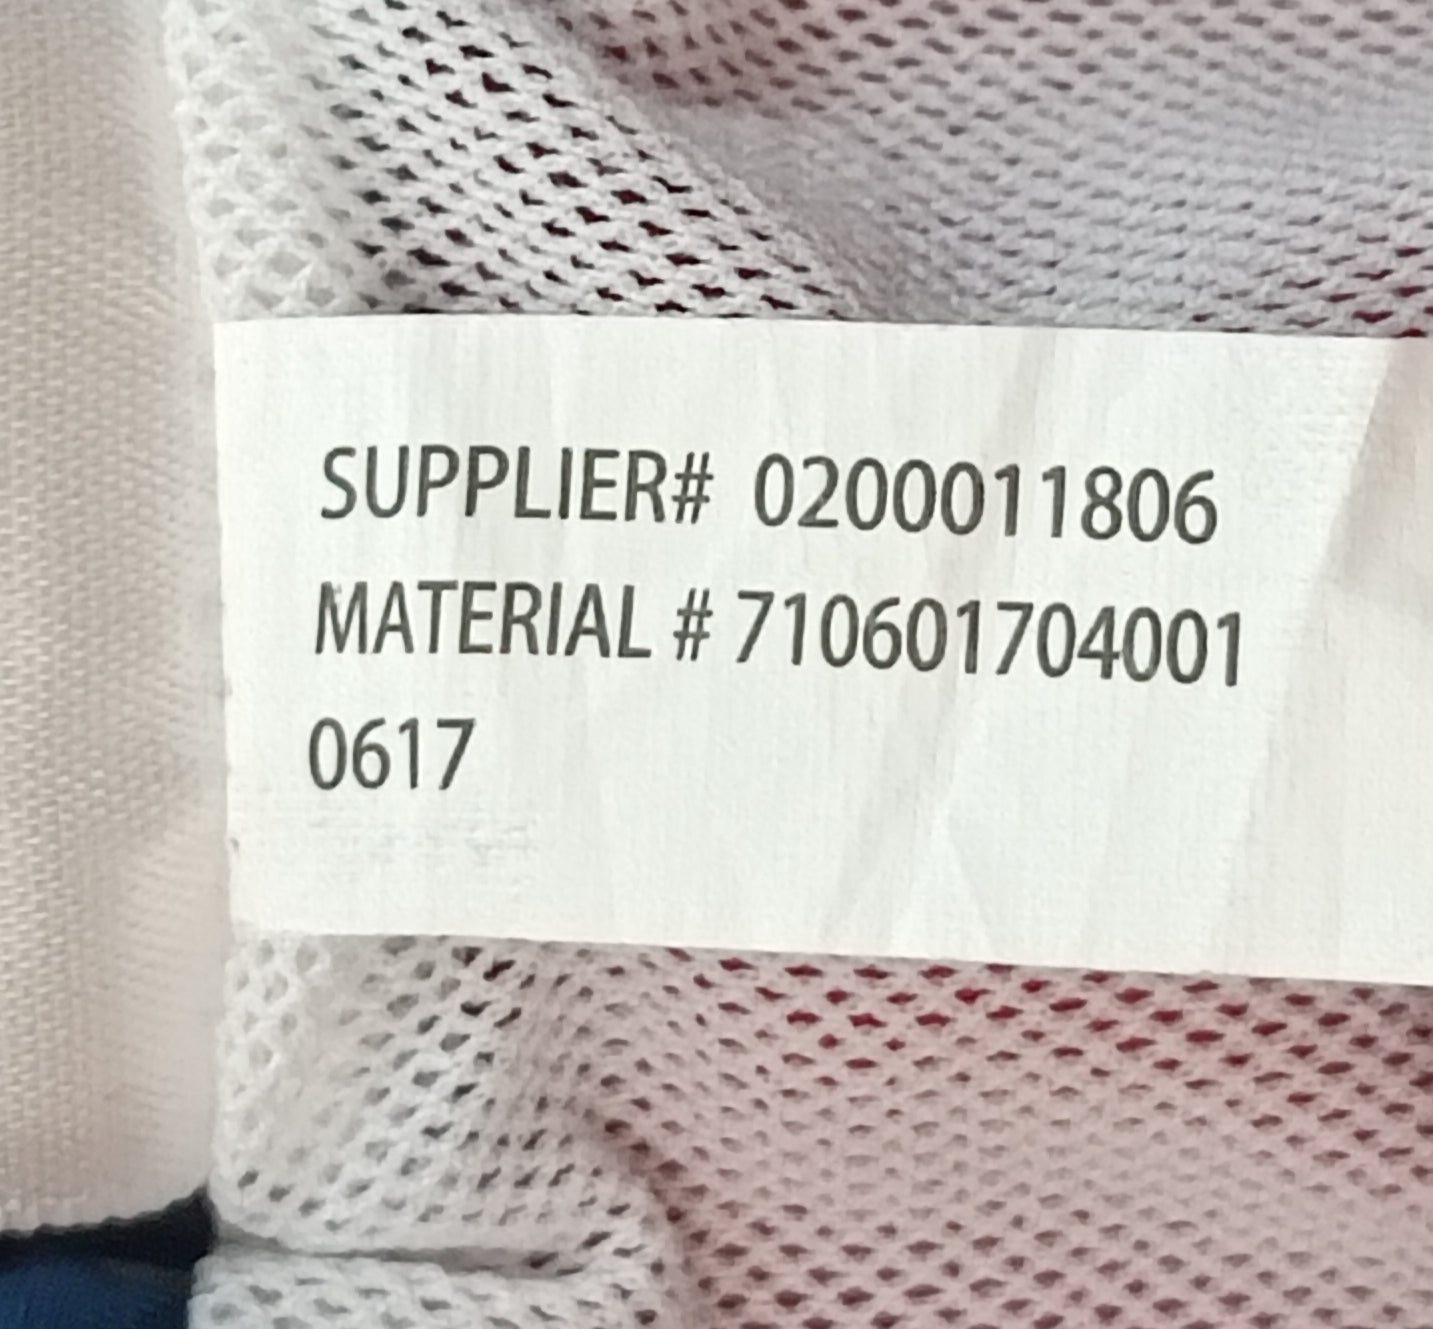 SUPPLIER# 0200011806
MATERIAL # 710601704001
0617